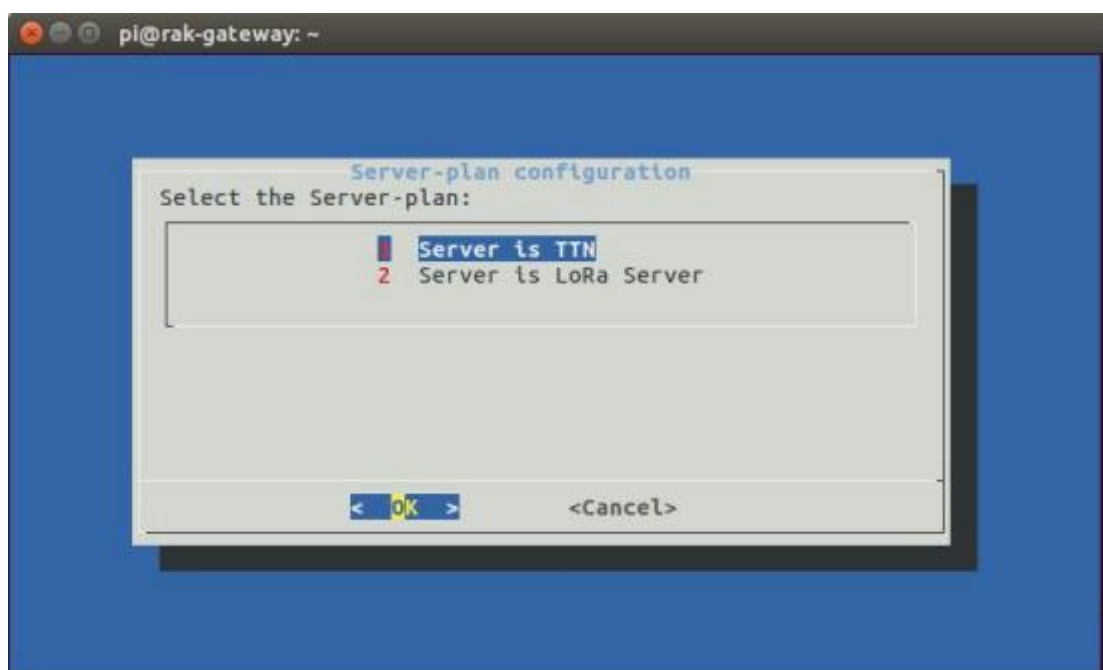 pi@rak-gateway: ~
Server-plan configuration
Select the Server-plan:
1 Server is TTN
2 Server is LoRa Server
< OK > <Cancel>